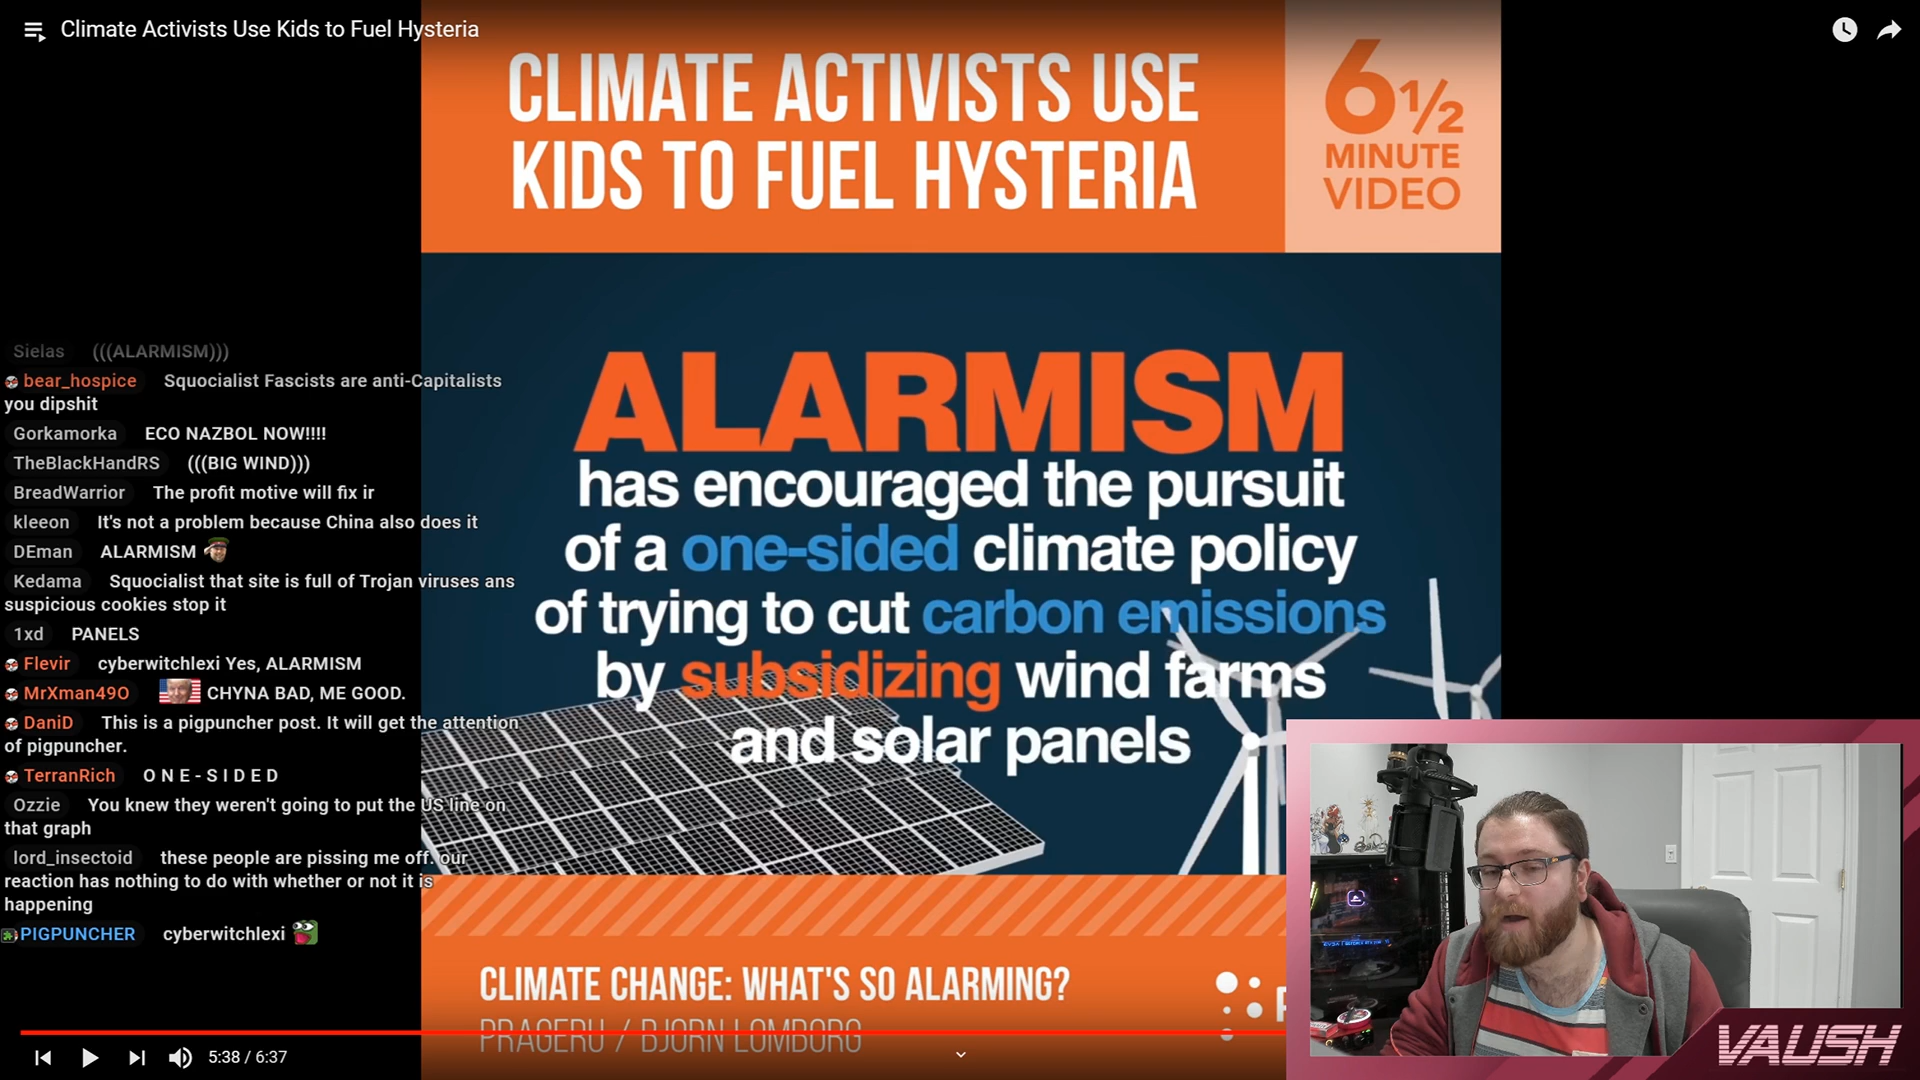 Climate Activists Use Kids to Fuel Hysteria
CLIMATE ACTIVISTS USE
KIDS TO FUEL HYSTERIA
6½
MINUTE
VIDEO
ALARMISM
has encouraged the pursuit
of a one-sided climate policy
of trying to cut carbon emissions
by subsidizing wind farms
and solar panels
Sielas (((ALARMISM)))
bear_hospice Squocialist Fascists are anti-Capitalists
you dipshit
Gorkamorka ECO NAZBOL NOW!!!!
TheBlackHandRS (((BIG WIND)))
BreadWarrior The profit motive will fix ir
kleeon It's not a problem because China also does it
DEman ALARMISM
Kedama Squocialist that site is full of Trojan viruses ans
suspicious cookies stop it
1xd PANELS
Flevir cyberwitchlexi Yes, ALARMISM
MrXman49O CHYNA BAD, ME GOOD.
DaniD This is a pigpuncher post. It will get the attention
of pigpuncher.
TerranRich O N E - S I D E D
Ozzie You knew they weren't going to put the US line on
that graph
lord_insectoid these people are pissing me off. our
reaction has nothing to do with whether or not it is
happening
PIGPUNCHER cyberwitchlexi
CLIMATE CHANGE: WHAT'S SO ALARMING?
PRAGERU / BJORN LOMBORG
5:38 / 6:37
VAUSH